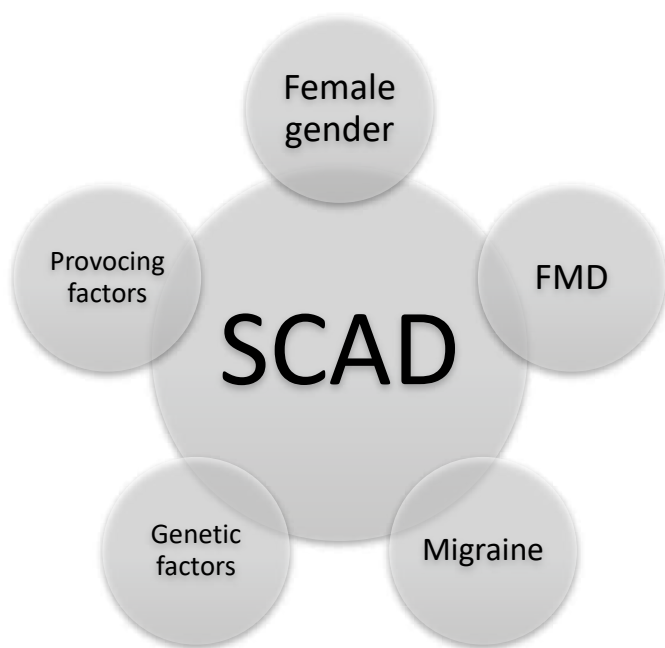 Female
gender
Provocing
factors
FMD
SCAD
Genetic
factors
Migraine